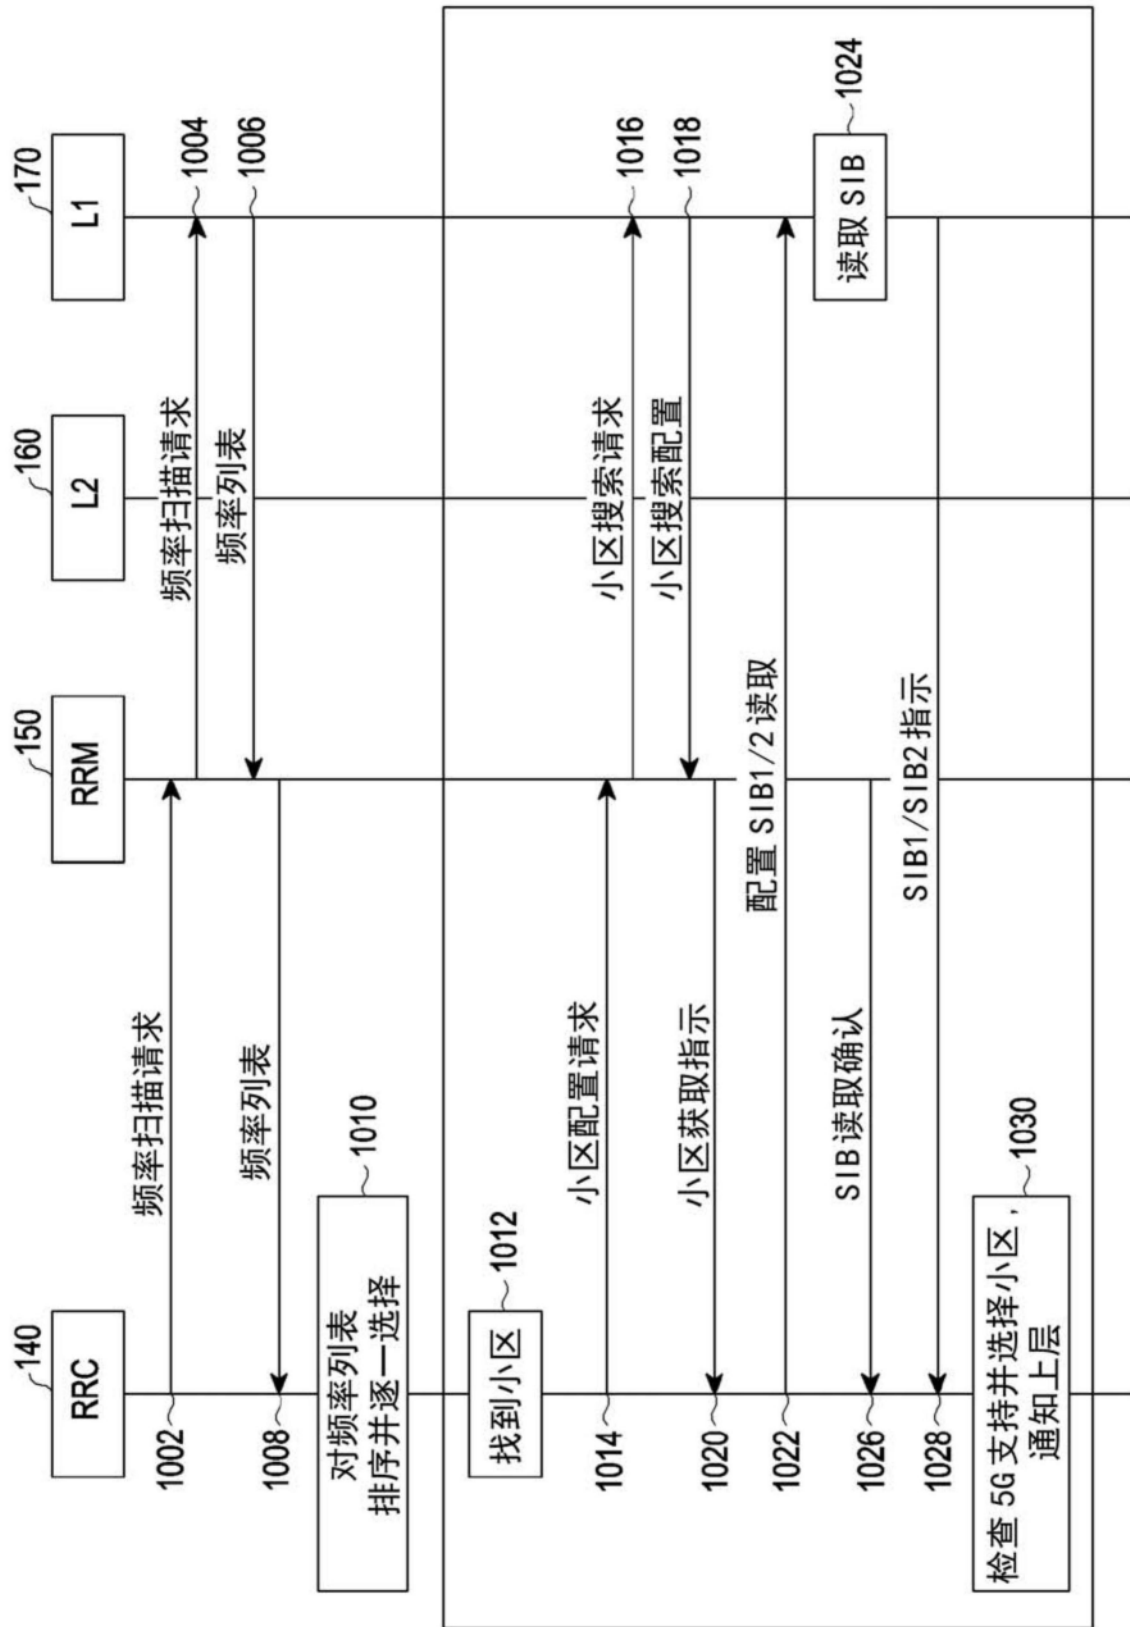 140
RRC
150
RRM
160
L2
170
L1
1002
频率扫描请求
频率扫描请求
1004
频率列表
1006
1008
频率列表
对频率列表
排序并逐一选择
1010
找到小区
1012
1014
小区配置请求
小区搜索请求
1016
小区搜索配置
1018
1020
小区获取指示
1022
配置 SIB1/2 读取
读取 SIB
1024
1026
SIB 读取确认
1028
SIB1/SIB2 指示
检查 5G 支持并选择小区，
通知上层
1030